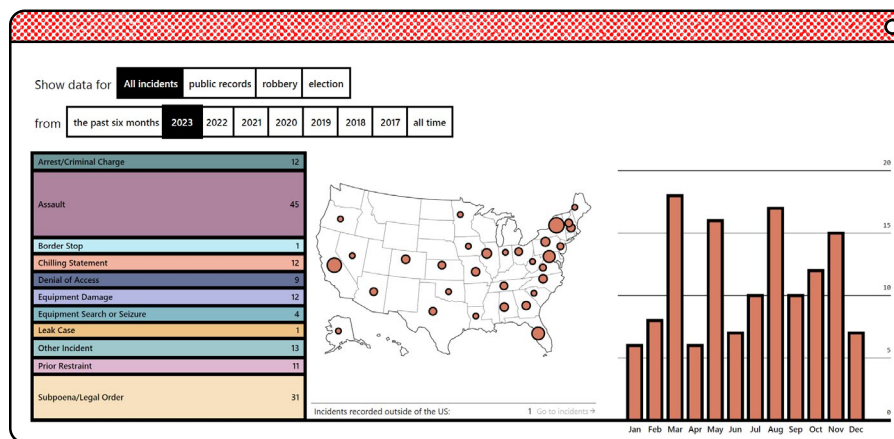 Show data for All incidents public records robbery election
from the past six months 2023 2022 2021 2020 2019 2018 2017 all time
Arrest/Criminal Charge 12
Assault 45
Border Stop 1
Chilling Statement 12
Denial of Access 9
Equipment Damage 12
Equipment Search or Seizure 4
Leak Case 1
Other Incident 13
Prior Restraint 11
Subpoena/Legal Order 31
Incidents recorded outside of the US: 1 Go to incidents →
20
15
10
5
0
Jan Feb Mar Apr May Jun Jul Aug Sep Oct Nov Dec